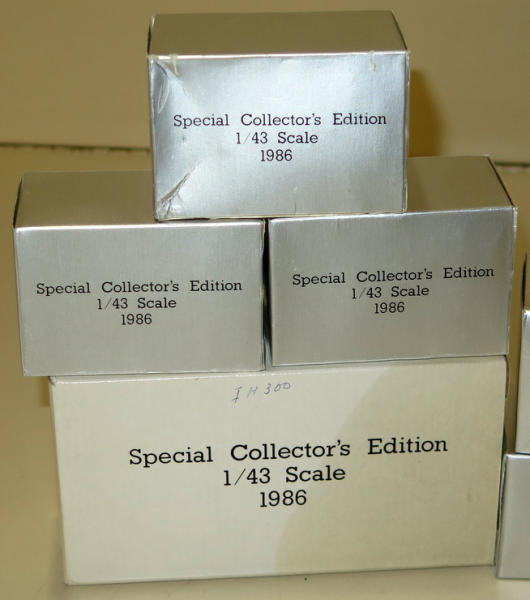 Special Collector's Edition
1/43 Scale
1986
Special Collector's Edition
1/43 Scale
1986
Special Collector's Edition
1/43 Scale
1986
IH 300
Special Collector's Edition
1/43 Scale
1986